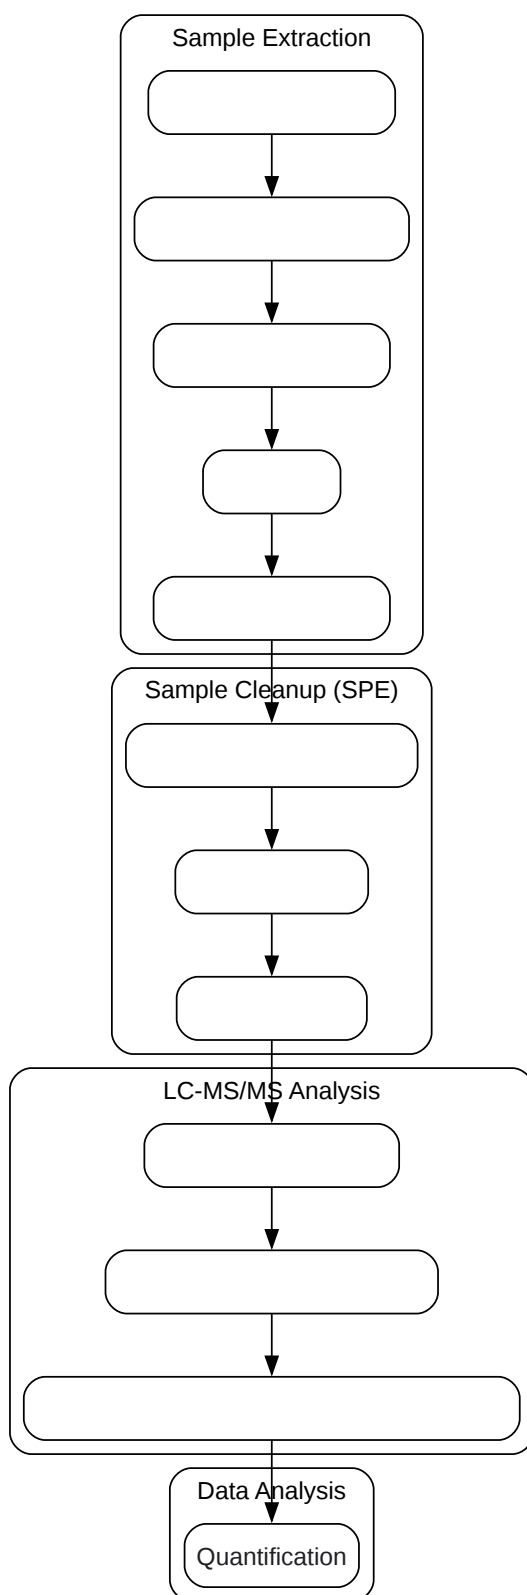 Sample Extraction
Sample Cleanup (SPE)
LC-MS/MS Analysis
Data Analysis
Quantification